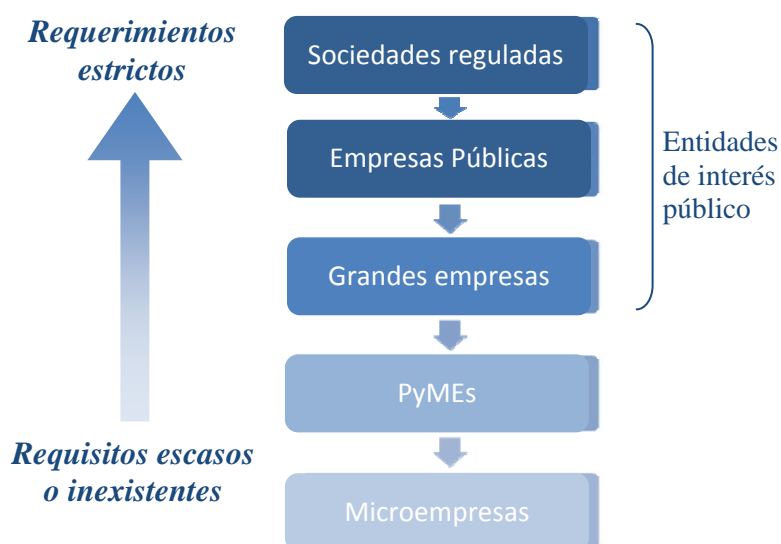 Requerimientos
estrictos
Sociedades reguladas
Empresas Públicas
Grandes empresas
PyMEs
Microempresas
Entidades
de interés
público
Requisitos escasos
o inexistentes